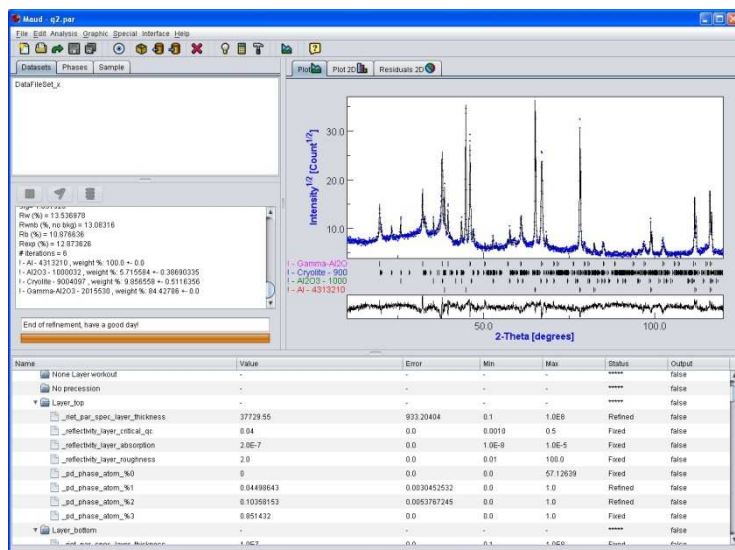 Maud - q2.par
File Edit Analysis Graphic Special Interface Help
Datasets Phases Sample
DataFileSet_x
Rw (%) = 13.536978
Rwnb (%, no bkg) = 13.08316
Rb (%) = 10.876636
Rexp (%) = 12.873626
# iterations = 6
! - Al - 4313210 , weight %: 100.0 +- 0.0
! - Al2O3 - 1000032 , weight %: 5.715584 +- 0.38690335
! - Cryolite - 9004097 , weight %: 9.856558 +- 0.5116356
! - Gamma-Al2O3 - 2015530 , weight %: 84.42786 +- 0.0
End of refinement, have a good day!
Plot Plot 2D Residuals 2D
Intensity^1/2 [Count^1/2]
30.0
20.0
10.0
! - Gamma-Al2O
! - Cryolite - 900
! - Al2O3 - 1000
! - Al - 4313210
50.0 100.0
2-Theta [degrees]
Name Value Error Min Max Status Output
None Layer workout - - - - ***** false
No precession - - - - ***** false
Layer_top - - - - ***** false
_riet_par_spec_layer_thickness 37729.55 933.20404 0.1 1.0E8 Refined false
_reflectivity_layer_critical_qc 0.04 0.0 0.0010 0.5 Fixed false
_reflectivity_layer_absorption 2.0E-7 0.0 1.0E-8 1.0E-5 Fixed false
_reflectivity_layer_roughness 2.0 0.0 0.01 100.0 Fixed false
_pd_phase_atom_%0 0 0.0 0.0 57.12639 Fixed false
_pd_phase_atom_%1 0.04498643 0.0030452532 0.0 1.0 Refined false
_pd_phase_atom_%2 0.10358153 0.0053767245 0.0 1.0 Refined false
_pd_phase_atom_%3 0.851432 0.0 0.0 1.0 Fixed false
Layer_bottom - - - - ***** false